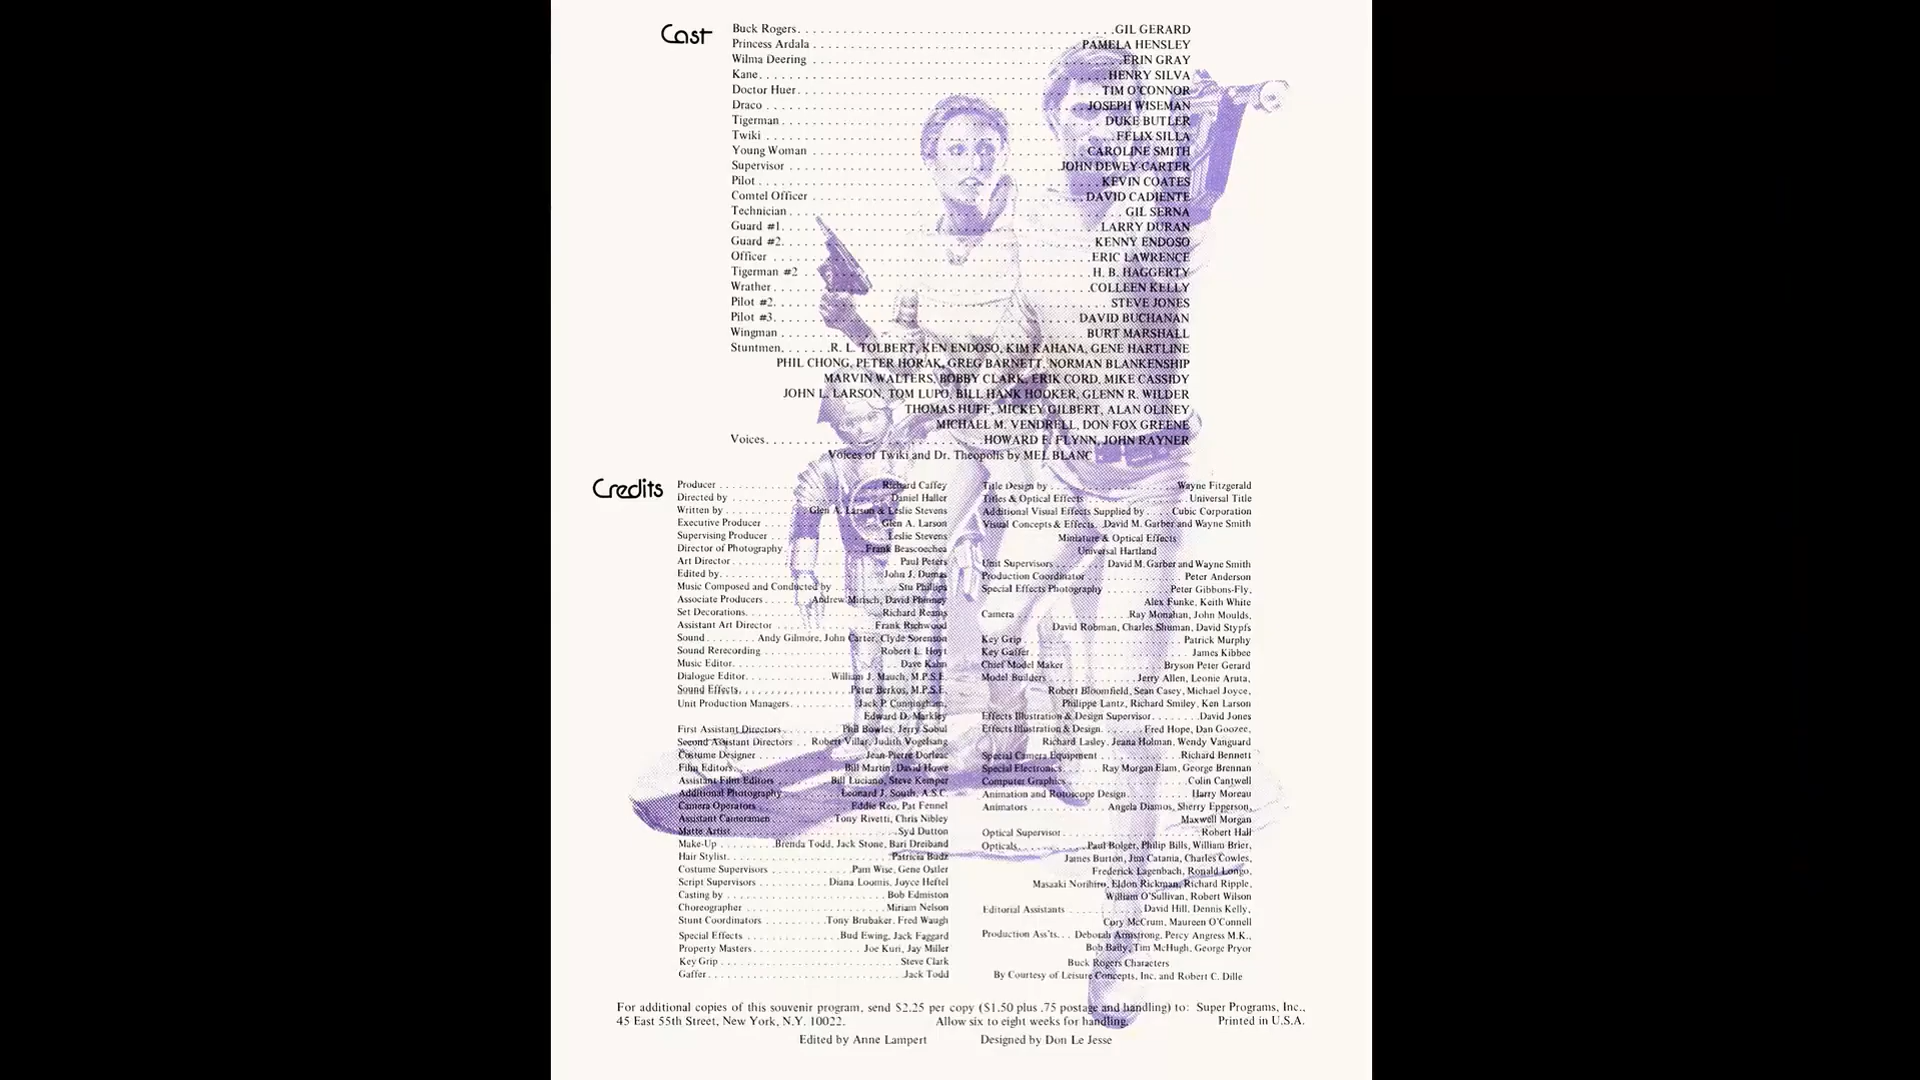 Cast
Buck Rogers. . . . . . . . . . GIL GERARD
Princess Ardala . . . . . . . . . . PAMELA HENSLEY
Wilma Deering . . . . . . . . . . ERIN GRAY
Kane. . . . . . . . . . HENRY SILVA
Doctor Huer. . . . . . . . . . TIM O'CONNOR
Draco . . . . . . . . . . JOSEPH WISEMAN
Tigerman . . . . . . . . . . DUKE BUTLER
Twiki . . . . . . . . . . FELIX SILLA
Young Woman . . . . . . . . . . CAROLINE SMITH
Supervisor . . . . . . . . . . JOHN DEWEY-CARTER
Pilot . . . . . . . . . . KEVIN COATES
Comtel Officer . . . . . . . . . . DAVID CADIENTE
Technician . . . . . . . . . . GIL SERNA
Guard #1. . . . . . . . . . LARRY DURAN
Guard #2. . . . . . . . . . KENNY ENDOSO
Officer . . . . . . . . . . ERIC LAWRENCE
Tigerman #2 . . . . . . . . . . H. B. HAGGERTY
Wrather . . . . . . . . . . COLLEEN KELLY
Pilot #2. . . . . . . . . . STEVE JONES
Pilot #3. . . . . . . . . . DAVID BUCHANAN
Wingman . . . . . . . . . . BURT MARSHALL
Stuntmen. . . . . . . R. L. TOLBERT, KEN ENDOSO, KIM KAHANA, GENE HARTLINE
PHIL CHONG, PETER HORAK, GREG BARNETT, NORMAN BLANKENSHIP
MARVIN WALTERS, BOBBY CLARK, ERIK CORD, MIKE CASSIDY
JOHN L. LARSON, TOM LUPO, BILL HANK HOOKER, GLENN R. WILDER
THOMAS HUFF, MICKEY GILBERT, ALAN OLINEY
MICHAEL M. VENDRELL, DON FOX GREENE
Voices. . . . . . . . . . HOWARD F. FLYNN, JOHN RAYNER
Voices of Twiki and Dr. Theopolis by MEL BLANC
Credits
Producer . . . . . Richard Caffey
Directed by . . . . . Daniel Haller
Written by . . . . . Glen A. Larson & Leslie Stevens
Executive Producer . . . . . Glen A. Larson
Supervising Producer . . . . . Leslie Stevens
Director of Photography . . . . . Frank Beascoechea
Art Director . . . . . Paul Peters
Edited by. . . . . John J. Dumas
Music Composed and Conducted by . . . . . Stu Phillips
Associate Producers . . . . . Andrew Mirisch, David Phinney
Set Decorations. . . . . Richard Reams
Assistant Art Director . . . . . Frank
Sound . . . . . Andy Gilmore, John Carter, Clyde Sorenson
Sound Rerecording . . . . . Robert L. Hoyt
Music Editor. . . . . Dave Kahn
Dialogue Editor. . . . . William J. Mauch, M.P.S.E.
Sound Effects. . . . . Peter Berkos, M.P.S.E.
Unit Production Managers. . . . . Jack P. Cunningham,
Edward D. Markley
First Assistant Directors . . . . . Phil Bowles, Jerry Sobul
Second Assistant Directors . . Robert Villar, Judith Vogelsang
Costume Designer . . . . . Jean-Pierre Dorleac
Film Editors. . . . . Bill Martin, David Howe
Assistant Film Editors . . . . . Bill Luciano, Steve Kemper
Additional Photography . . . . . Leonard J. South, A.S.C.
Camera Operators . . . . . Eddie Reo, Pat Fennel
Assistant Cameramen . . . . . Tony Rivetti, Chris Nibley
Matte Artist . . . . . Syd Dutton
Make-Up . . . . . Brenda Todd, Jack Stone, Bari Dreiband
Hair Stylist. . . . . Patricia Budz
Costume Supervisors . . . . . Pam Wise, Gene Ostler
Script Supervisors . . . . . Diana Loomis, Joyce Heftel
Casting by . . . . . Bob Edmiston
Choreographer . . . . . Miriam Nelson
Stunt Coordinators . . . . . Tony Brubaker, Fred Waugh
Special Effects . . . . . Bud Ewing, Jack Faggard
Property Masters . . . . . Joe Kuri, Jay Miller
Key Grip . . . . . Steve Clark
Gaffer . . . . . Jack Todd
Title Design by . . . . . Wayne Fitzgerald
Titles & Optical Effects . . . . . Universal Title
Additional Visual Effects Supplied by . . . . Cubic Corporation
Visual Concepts & Effects. .David M. Garber and Wayne Smith
Miniature & Optical Effects
Universal Hartland
Unit Supervisors . . . . . David M. Garber and Wayne Smith
Production Coordinator . . . . . Peter Anderson
Special Effects Photography . . . . . Peter Gibbons-Fly,
Alex Funke, Keith White
Camera . . . . . Ray Monahan, John Moulds,
David Robman, Charles Shuman, David Stypfs
Key Grip . . . . . Patrick Murphy
Key Gaffer. . . . . James Kibbee
Chief Model Maker . . . . . Bryson Peter Gerard
Model Builders . . . . . Jerry Allen, Leonie Aruta,
Robert Bloomfield, Sean Casey, Michael Joyce,
Philippe Lantz, Richard Smiley, Ken Larson
Effects Illustration & Design Supervisor. . . . . David Jones
Effects Illustration & Design. . . . . Fred Hope, Dan Goozee,
Richard Lasley, Jeana Holman, Wendy Vanguard
Special Camera Equipment . . . . . Richard Bennett
Special Electronics. . . . . Ray Morgan Elam, George Brennan
Computer Graphics. . . . . Colin Cantwell
Animation and Rotoscope Design . . . . . Harry Moreau
Animators . . . . . Angela Diamos, Sherry Epperson,
Maxwell Morgan
Optical Supervisor. . . . . Robert Hall
Opticals. . . . . Paul Bolger, Philip Bills, William Brier,
James Burton, Jim Catania, Charles Cowles,
Frederick Lagenbach, Ronald Longo,
Masaaki Norihiro, Eldon Rickman, Richard Ripple,
William O'Sullivan, Robert Wilson
Editorial Assistants . . . . . David Hill, Dennis Kelly,
Cory McCrum, Maureen O'Connell
Production Ass'ts. . . Deborah Armstrong, Percy Angress M.K.,
Bob Baily, Tim McHugh, George Pryor
Buck Rogers Characters
By Courtesy of Leisure Concepts, Inc. and Robert C. Dille
For additional copies of this souvenir program, send $2.25 per copy ($1.50 plus .75 postage and handling) to: Super Programs, Inc.,
45 East 55th Street, New York, N.Y. 10022. Allow six to eight weeks for handling. Printed in U.S.A.
Edited by Anne Lampert Designed by Don Le Jesse